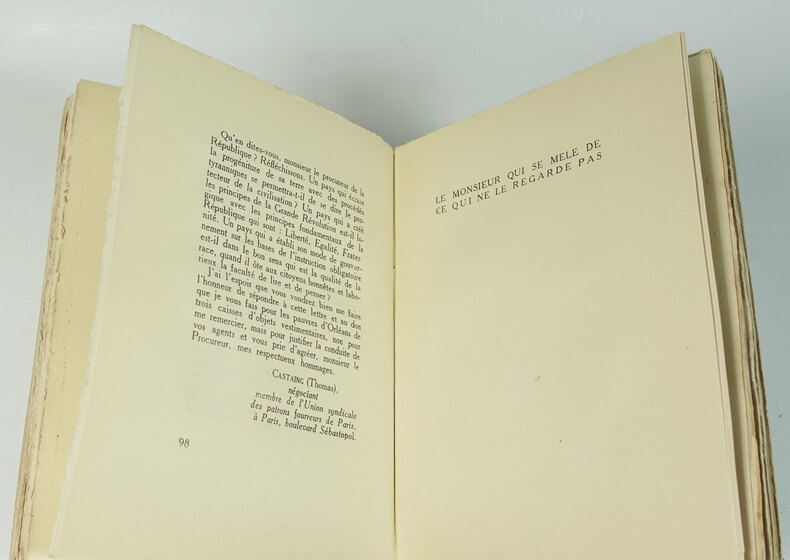 Qu'en dites-vous, monsieur le procureur de la
République ? Réfléchissons. Un pays qui écrase
la progéniture de sa terre avec des procédés
tyranniques se permettra-t-il de se dire le pro-
tecteur de la civilisation ? Un pays qui a créé
les principes de la Grande Révolution est-il lo-
gique avec les principes fondamentaux de la
République qui sont : Liberté, Egalité, Frater-
nité. Un pays qui a établi son mode de gouver-
nement sur les bases de l'instruction obligatoire
est-il dans le bon sens qui est la qualité de la
race, quand il ôte aux citoyens honnêtes et labo-
rieux la faculté de lire et de penser ?
J'ai l'espoir que vous voudrez bien me faire
l'honneur de répondre à cette lettre et au don
que je vous fais pour les pauvres d'Orléans de
trois caisses d'objets vestimentaires, non pour
me remercier, mais pour justifier la conduite de
vos agents et vous prie d'agréer, monsieur le
Procureur, mes respectueux hommages.
CASTAING (Thomas),
négociant
membre de l'Union syndicale
des patrons fourreurs de Paris,
à Paris, boulevard Sébastopol.
98
LE MONSIEUR QUI SE MELE DE
CE QUI NE LE REGARDE PAS